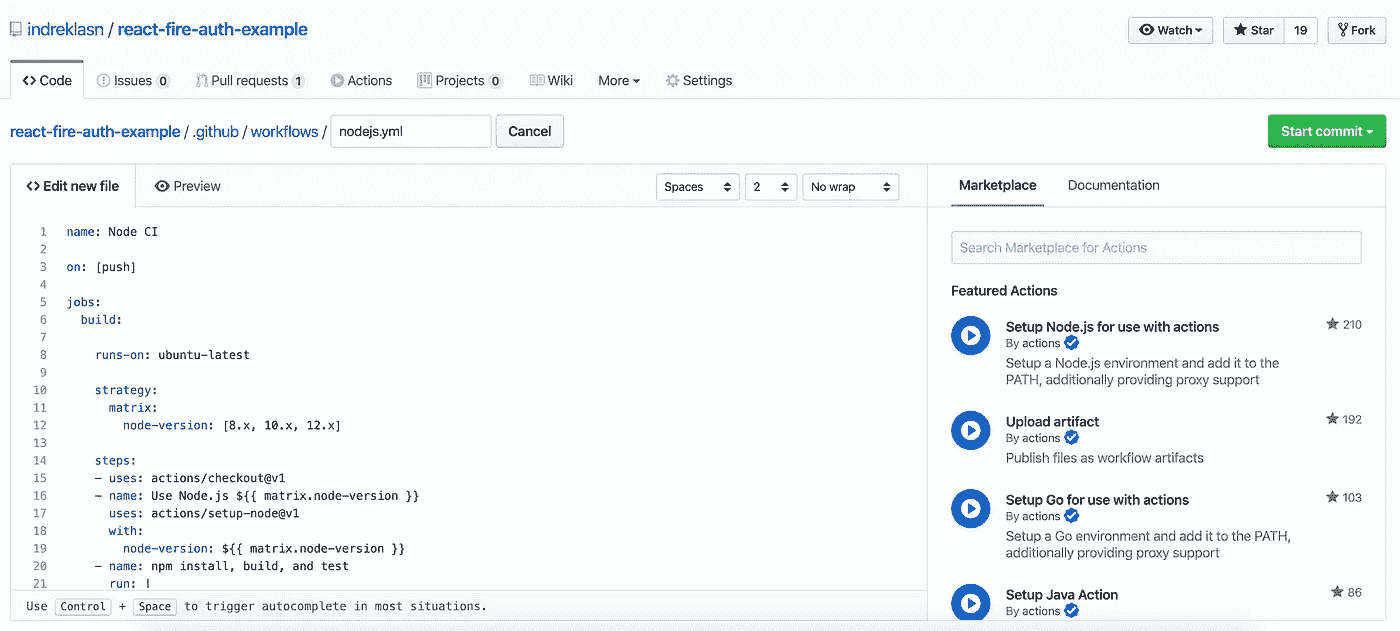 indreklasn / react-fire-auth-example
Watch
Star 19
Fork
Code
Issues 0
Pull requests 1
Actions
Projects 0
Wiki
More
Settings
react-fire-auth-example / .github / workflows / nodejs.yml
Cancel
Start commit
<> Edit new file
Preview
Spaces
2
No wrap
1 name: Node CI
2
3 on: [push]
4
5 jobs:
6   build:
7
8     runs-on: ubuntu-latest
9
10     strategy:
11       matrix:
12         node-version: [8.x, 10.x, 12.x]
13
14     steps:
15     - uses: actions/checkout@v1
16     - name: Use Node.js ${{ matrix.node-version }}
17       uses: actions/setup-node@v1
18       with:
19         node-version: ${{ matrix.node-version }}
20     - name: npm install, build, and test
21       run: |
Use Control + Space to trigger autocomplete in most situations.
Marketplace
Documentation
Search Marketplace for Actions
Featured Actions
Setup Node.js for use with actions
210
By actions
Setup a Node.js environment and add it to the
PATH, additionally providing proxy support
Upload artifact
192
By actions
Publish files as workflow artifacts
Setup Go for use with actions
103
By actions
Setup a Go environment and add it to the PATH,
additionally providing proxy support
Setup Java Action
86
By actions